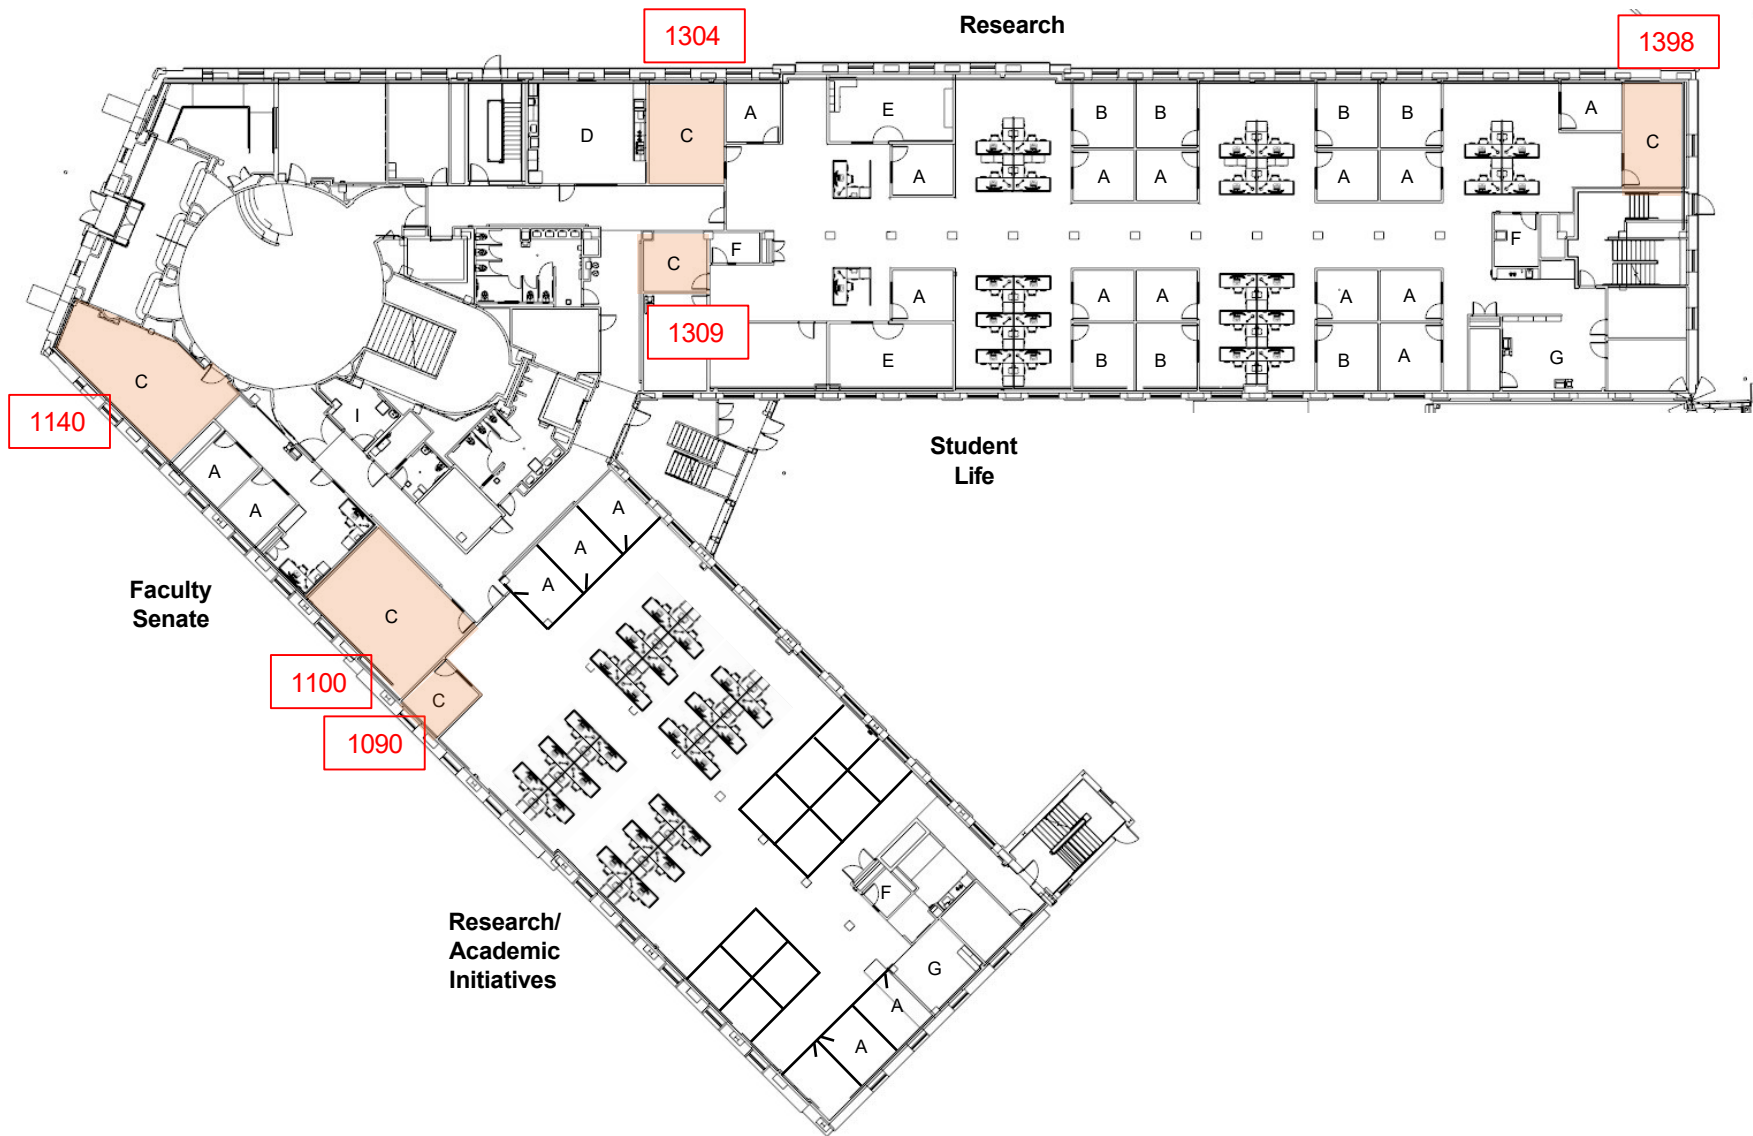 Research
1304
1398
A
E
B
B
B
B
A
D
C
C
A
A
A
A
A
F
F
C
A
A
A
A
A
1309
E
B
B
B
A
G
C
1140
I
Student
Life
A
A
A
A
A
Faculty
Senate
C
1100
C
1090
F
Research/
Academic
Initiatives
G
A
A